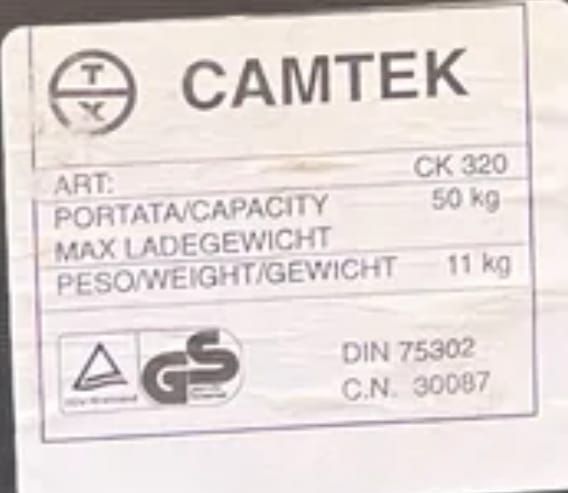 TX
CAMTEK
ART: CK 320
PORTATA/CAPACITY 50 kg
MAX LADEGEWICHT
PESO/WEIGHT/GEWICHT 11 kg
GS
DIN 75302
C.N. 30087